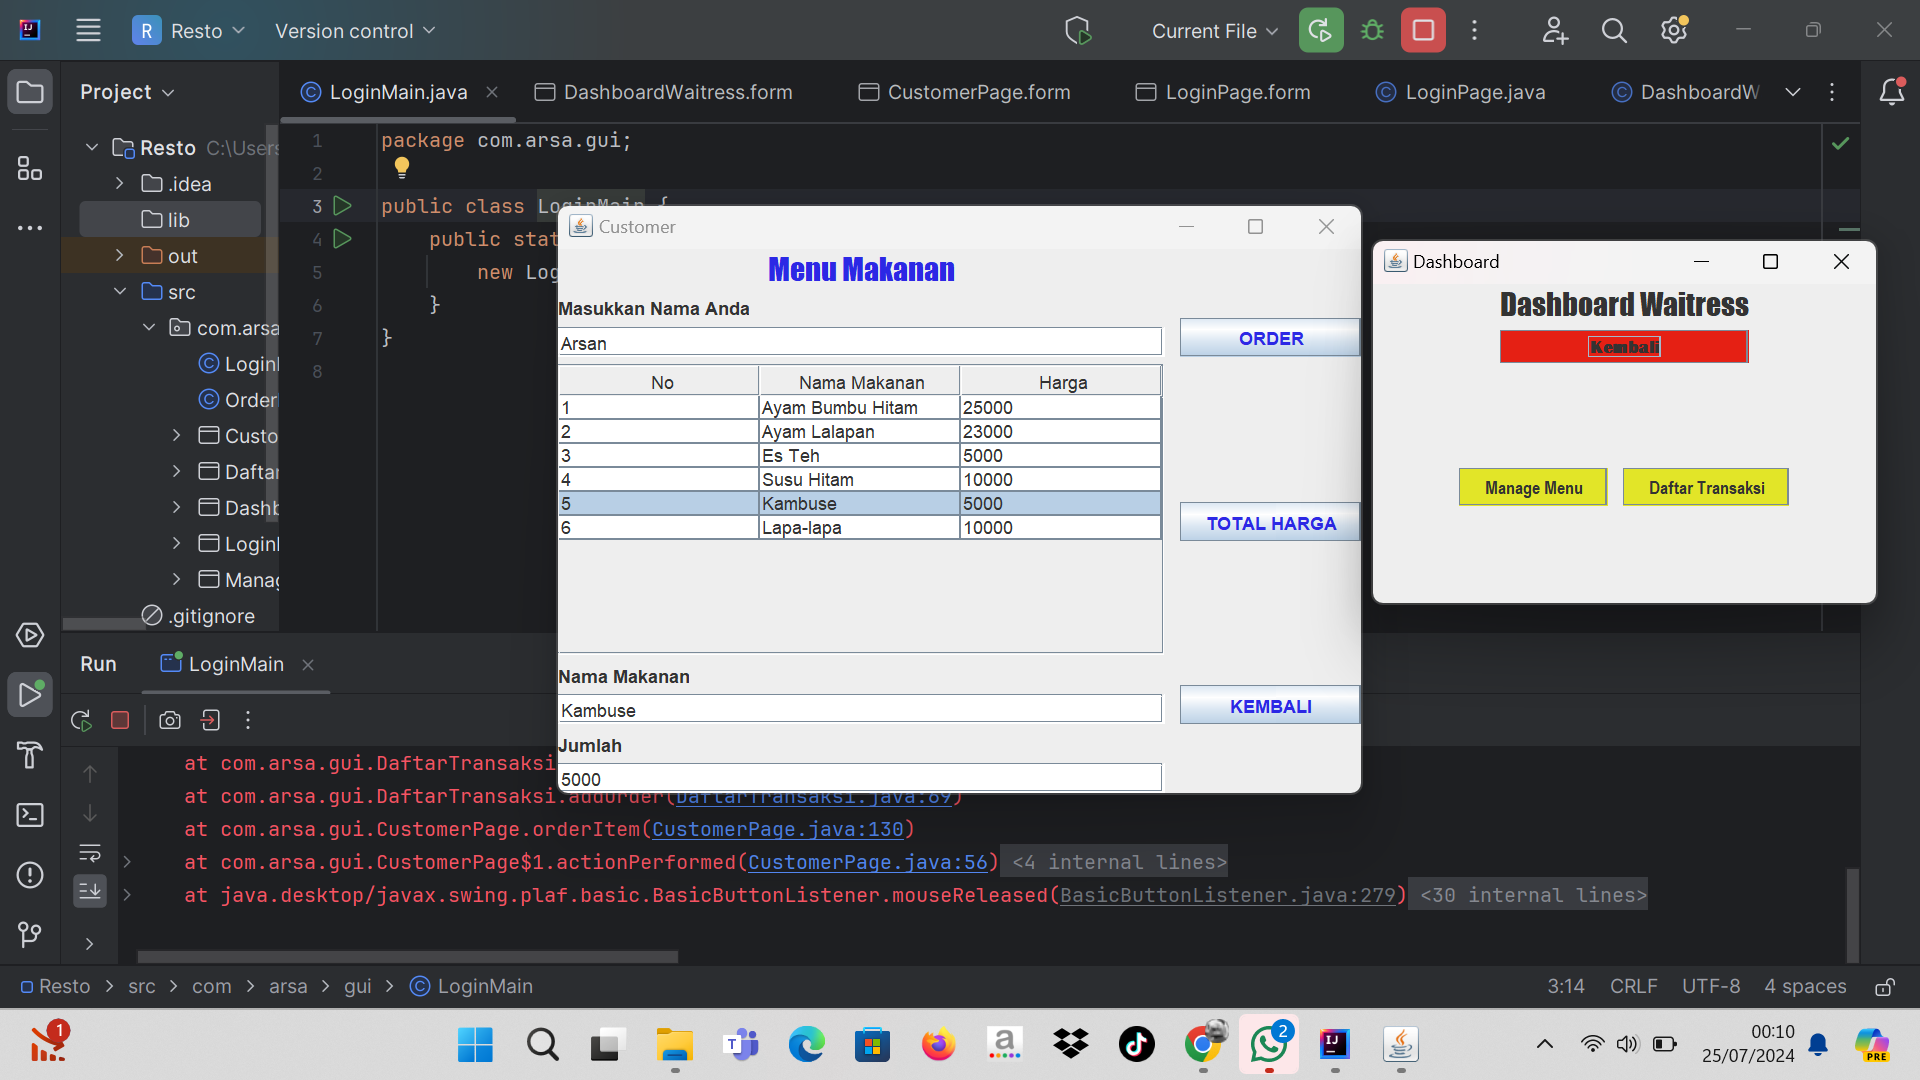 R Resto Version control Current File
Project LoginMain.java DashboardWaitress.form CustomerPage.form LoginPage.form LoginPage.java DashboardW
Resto C:\Users
.idea
lib
out
src
com.arsa
LoginI
Order
Custo
Daftar
Dashb
LoginI
Manag
.gitignore
1 package com.arsa.gui;
2
3 public class LoginMain {
4 public stat
5 new Log
6 }
7 }
8
Customer
Menu Makanan
Masukkan Nama Anda
Arsan
ORDER
No Nama Makanan Harga
1 Ayam Bumbu Hitam 25000
2 Ayam Lalapan 23000
3 Es Teh 5000
4 Susu Hitam 10000
5 Kambuse 5000
6 Lapa-lapa 10000
TOTAL HARGA
Nama Makanan
Kambuse
KEMBALI
Jumlah
5000
Dashboard
Dashboard Waitress
Kembali
Manage Menu Daftar Transaksi
Run LoginMain
at com.arsa.gui.DaftarTransaksi
at com.arsa.gui.DaftarTransaksi.addOrder(DaftarTransaksi.java:69)
at com.arsa.gui.CustomerPage.orderItem(CustomerPage.java:130)
at com.arsa.gui.CustomerPage$1.actionPerformed(CustomerPage.java:56) <4 internal lines>
at java.desktop/javax.swing.plaf.basic.BasicButtonListener.mouseReleased(BasicButtonListener.java:279) <30 internal lines>
Resto > src > com > arsa > gui > LoginMain 3:14 CRLF UTF-8 4 spaces
1
2
00:10
25/07/2024
PRE